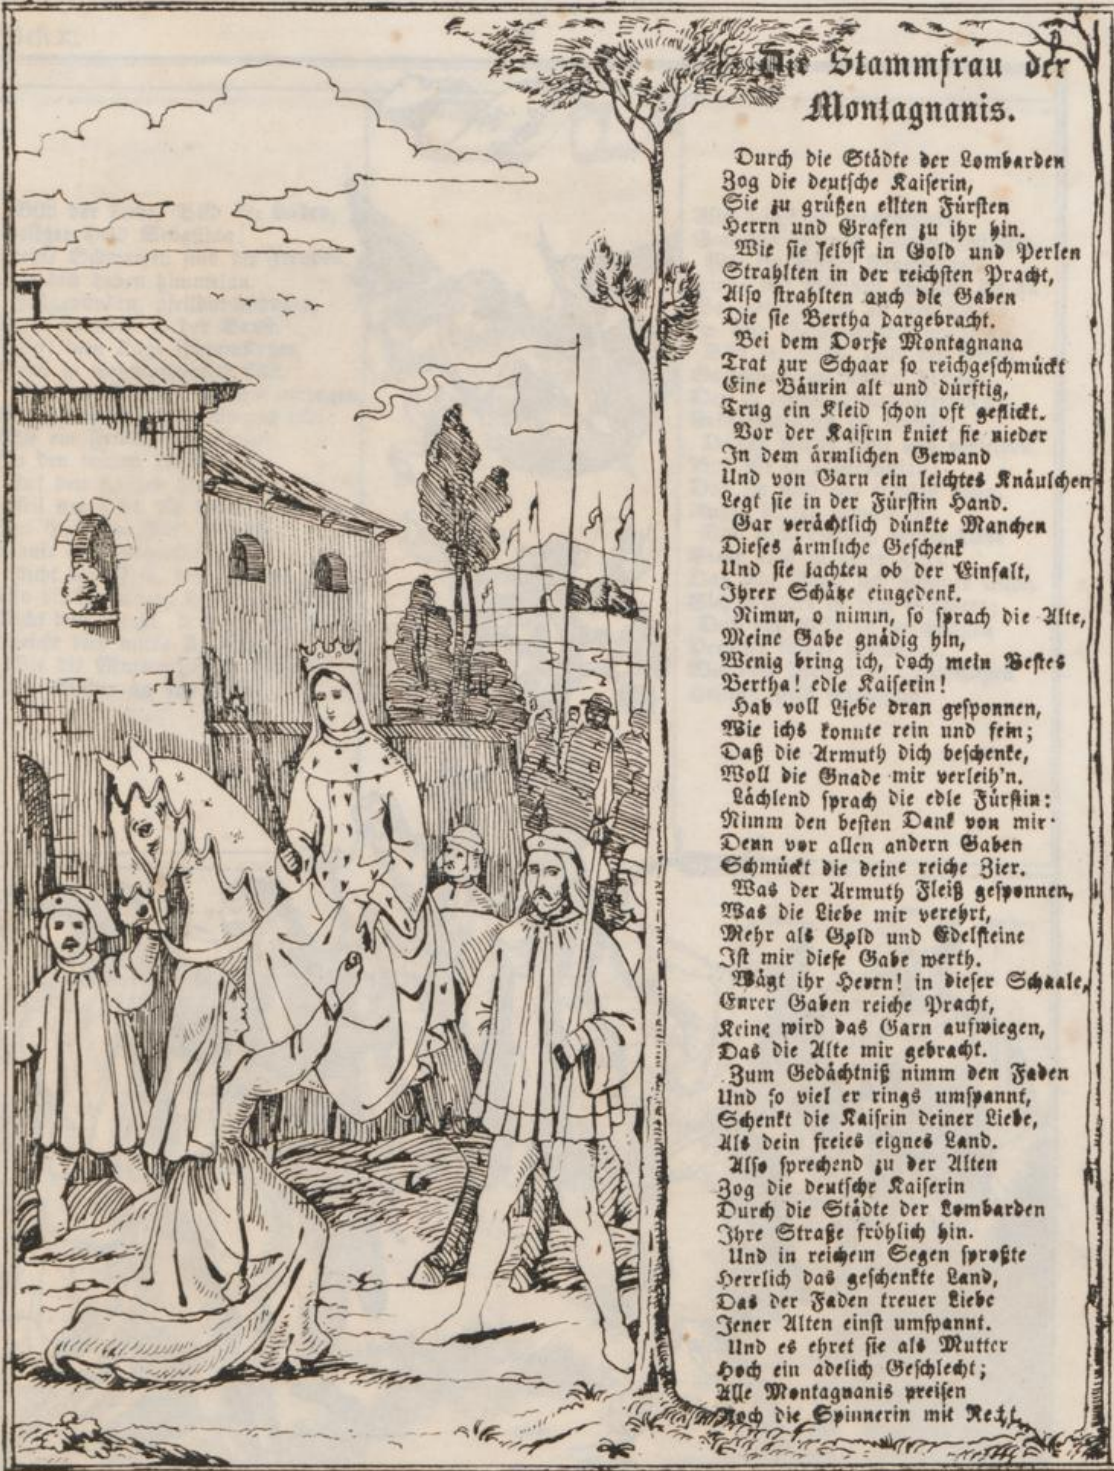 Die Stammfrau der
Montagnanis.
Durch die Städte der Lombarden
Zog die deutsche Kaiserin,
Sie zu grüßen eilten Fürsten
Herrn und Grafen zu ihr hin.
Wie sie selbst in Gold und Perlen
Strahlten in der reichsten Pracht,
Also strahlten auch die Gaben
Die sie Bertha dargebracht.
Bei dem Dorfe Montagnana
Trat zur Schaar so reichgeschmückt
Eine Bäurin alt und dürftig,
Trug ein Kleid schon oft geflickt.
Vor der Kaisrin kniet sie nieder
In dem ärmlichen Gewand
Und von Garn ein leichtes Knäulchen
Legt sie in der Fürstin Hand.
Gar verächtlich dünkte Manchen
Dieses ärmliche Geschenk
Und sie lachten ob der Einfalt,
Ihrer Schätze eingedenk.
Nimm, o nimm, so sprach die Alte,
Meine Gabe gnädig hin,
Wenig bring ich, doch mein Bestes
Bertha! edle Kaiserin!
Hab voll Liebe dran gesponnen,
Wie ichs konnte rein und fein;
Daß die Armuth dich beschenke,
Woll die Gnade mir verleih'n.
Lächlend sprach die edle Fürstin:
Nimm den besten Dank von mir·
Denn vor allen andern Gaben
Schmückt die deine reiche Zier.
Was der Armuth Fleiß gesponnen,
Was die Liebe mir verehrt,
Mehr als Gold und Edelsteine
Ist mir diese Gabe werth.
Wägt ihr Herrn! in dieser Schaale,
Eurer Gaben reiche Pracht,
Keine wird das Garn aufwiegen,
Das die Alte mir gebracht.
Zum Gedächtniß nimm den Faden
Und so viel er rings umspannt,
Schenkt die Kaisrin deiner Liebe,
Als dein freies eignes Land.
Also sprechend zu der Alten
Zog die deutsche Kaiserin
Durch die Städte der Lombarden
Ihre Straße fröhlich hin.
Und in reichem Segen sproßte
Herrlich das geschenkte Land,
Das der Faden treuer Liebe
Jener Alten einst umspannt.
Und es ehret sie als Mutter
Hoch ein adelich Geschlecht;
Alle Montagnanis preisen
Noch die Spinnerin mit Recht.